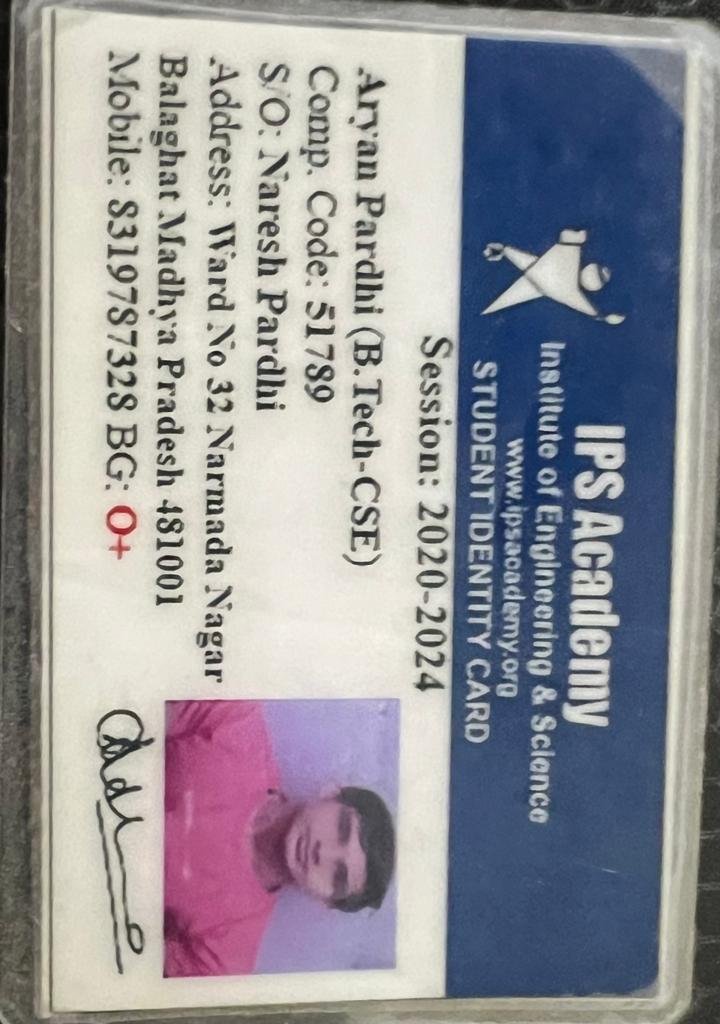 IPS Academy
Institute of Engineering & Science
www.ipsacademy.org
STUDENT IDENTITY CARD
Session: 2020-2024
Aryan Pardhi (B.Tech-CSE)
Comp. Code: 51789
S/O: Naresh Pardhi
Address: Ward No 32 Narmada Nagar
Balaghat Madhya Pradesh 481001
Mobile: 8319787328 BG: O+